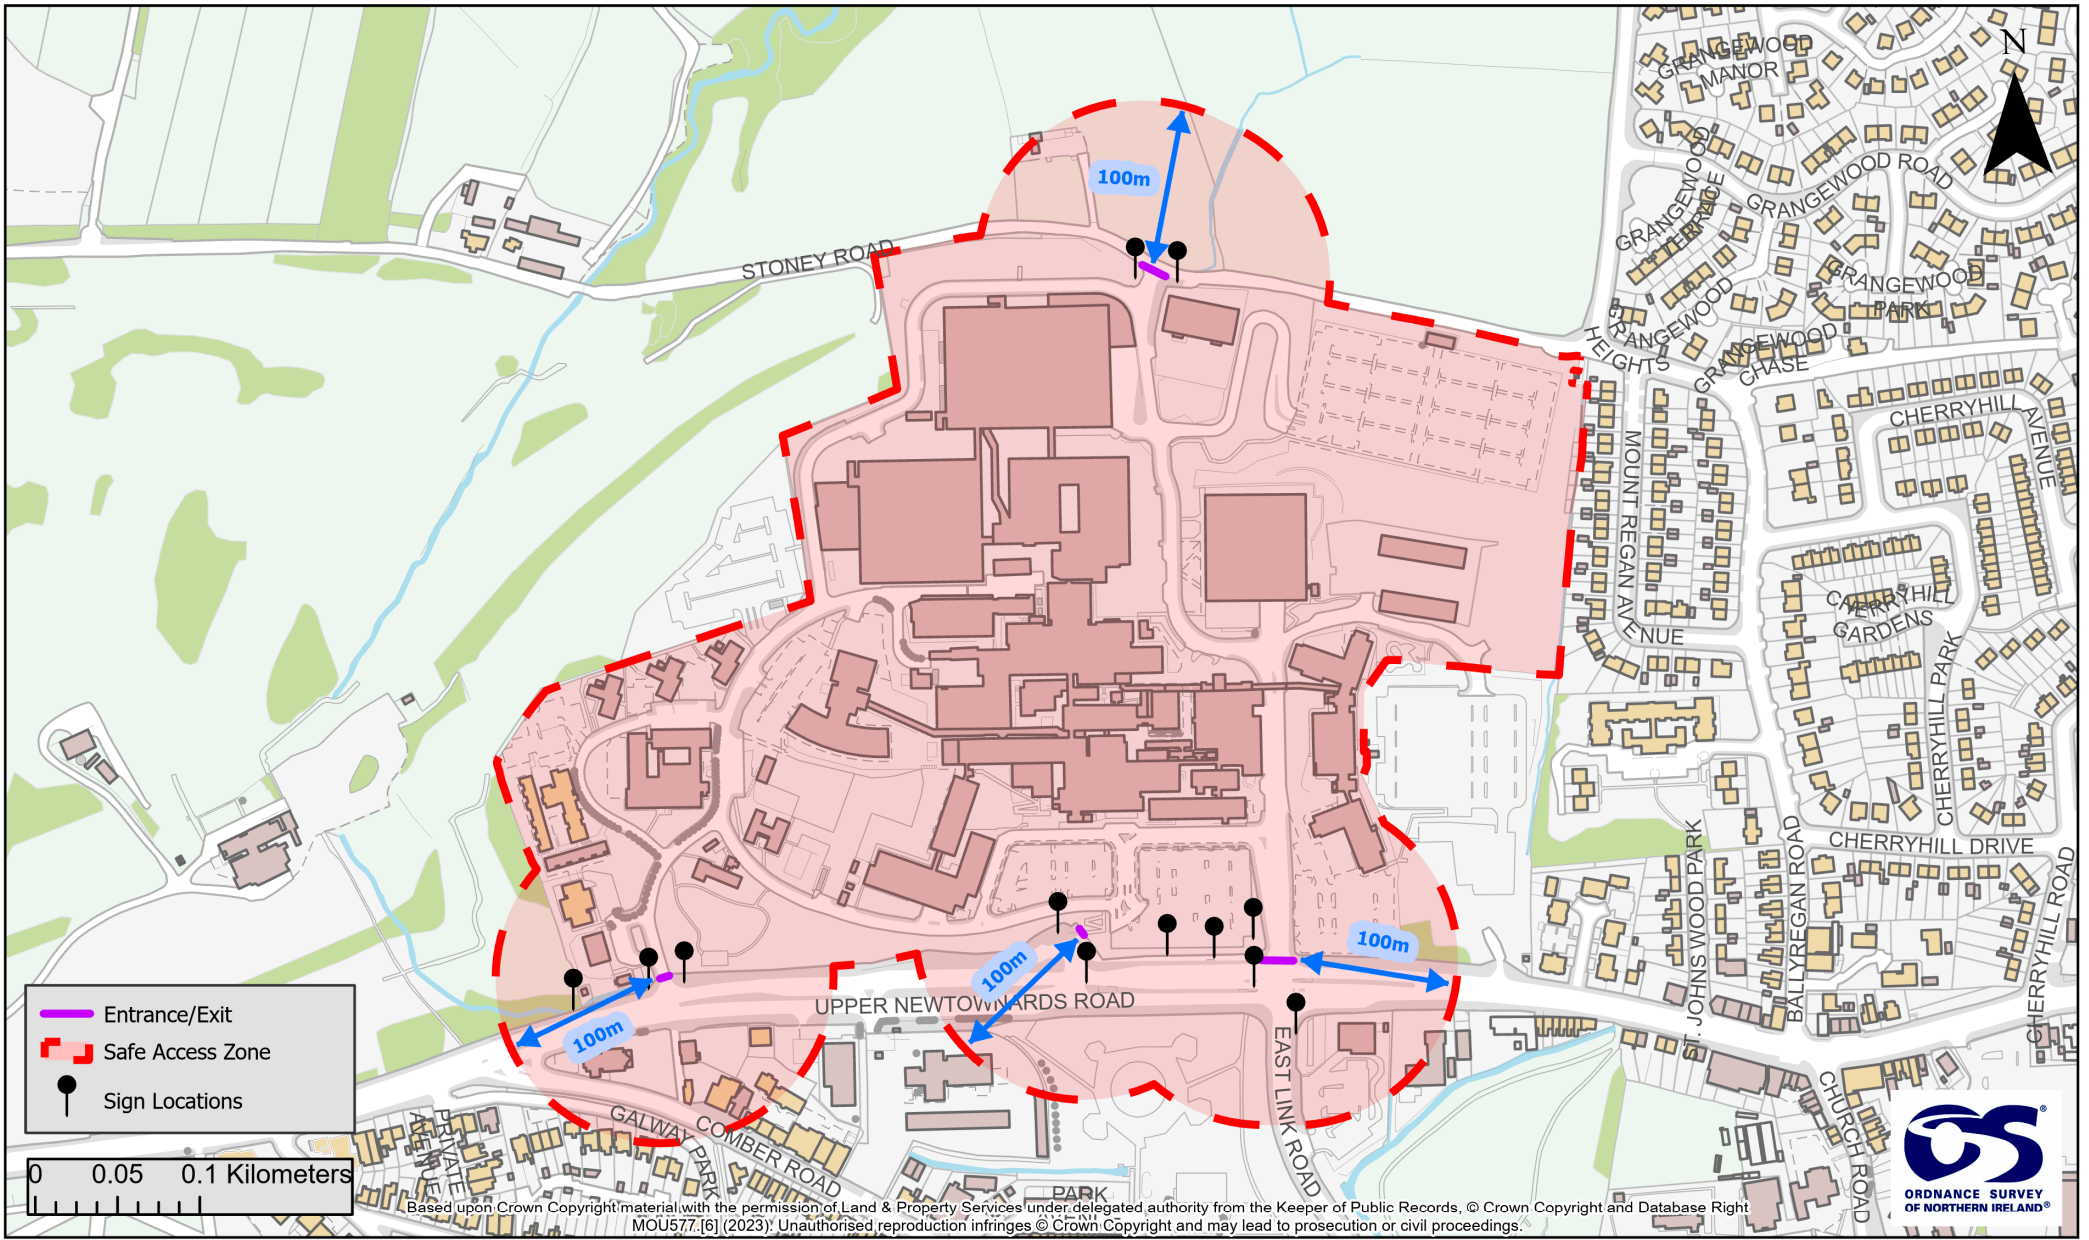 N
GRANGEWOOD
MANOR
GRANGEWOOD ROAD
GRANGEWOOD
TERRACE
GRANGEWOOD
PARK
GRANGEWOOD
HEIGHTS
GRANGEWOOD
CHASE
100m
STONEY ROAD
CHERRYHILL AVENUE
MOUNT REGAN AVENUE
CHERRYHILL
GARDENS
CHERRYHILL PARK
CHERRYHILL DRIVE
CHERRYHILL ROAD
ST. JOHNS WOOD PARK
BALLYREGAN ROAD
100m
100m
100m
UPPER NEWTOWNARDS ROAD
EAST LINK ROAD
GALWAY PARK
COMBER ROAD
PRIVATE
AVENUE
PARK
CHURCH ROAD
Entrance/Exit
Safe Access Zone
Sign Locations
0 0.05 0.1 Kilometers
ORDNANCE SURVEY
OF NORTHERN IRELAND®
Based upon Crown Copyright material with the permission of Land & Property Services under delegated authority from the Keeper of Public Records, © Crown Copyright and Database Right
MOU577.[6] (2023). Unauthorised reproduction infringes © Crown Copyright and may lead to prosecution or civil proceedings.